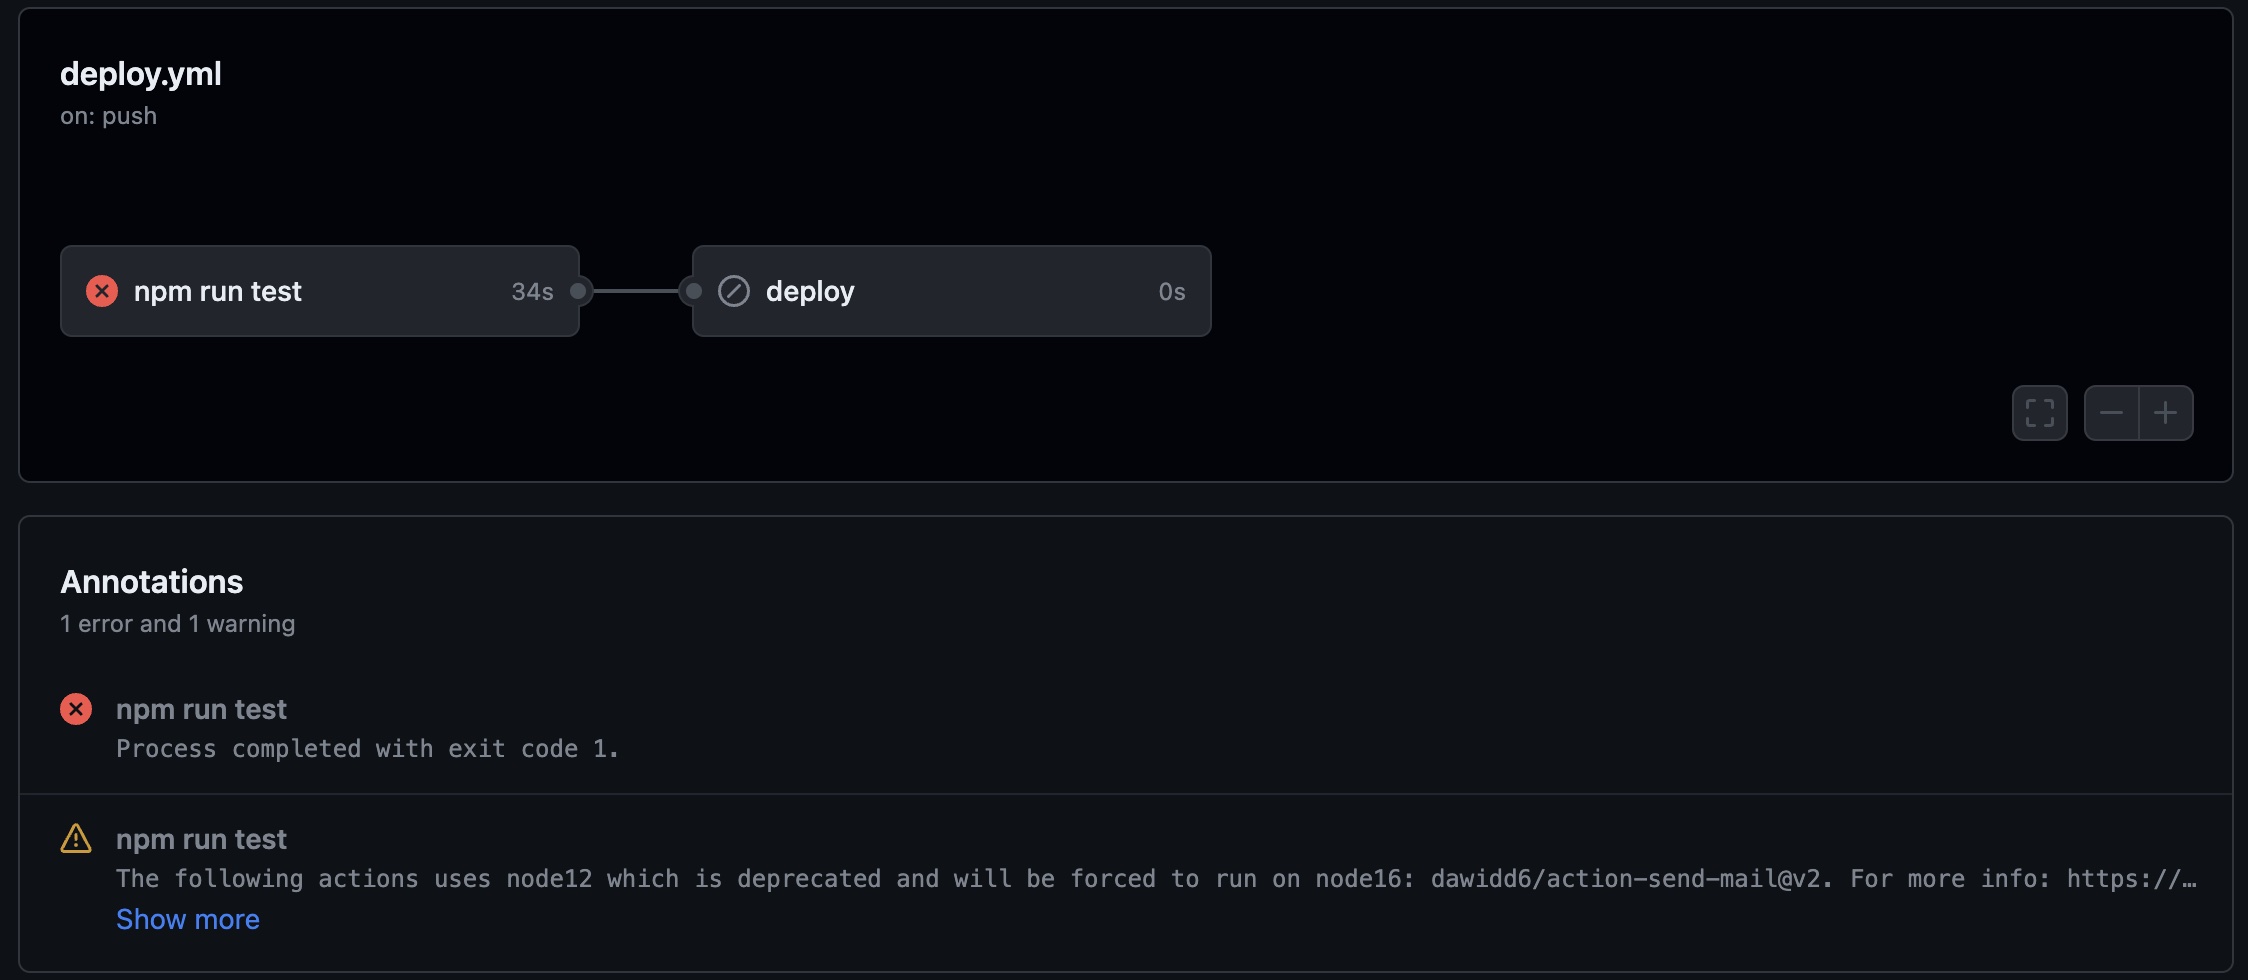 deploy.yml
on: push
npm run test 34s
deploy 0s
Annotations
1 error and 1 warning
npm run test
Process completed with exit code 1.
npm run test
The following actions uses node12 which is deprecated and will be forced to run on node16: dawidd6/action-send-mail@v2. For more info: https://…
Show more